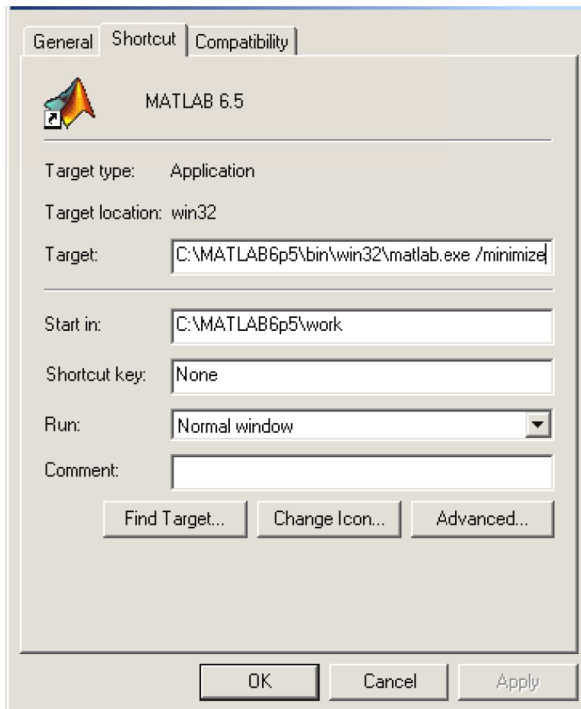 General Shortcut Compatibility
MATLAB 6.5
Target type: Application
Target location: win32
Target: C:\MATLAB6p5\bin\win32\matlab.exe /minimize
Start in: C:\MATLAB6p5\work
Shortcut key: None
Run: Normal window
Comment:
Find Target... Change Icon... Advanced...
OK Cancel Apply